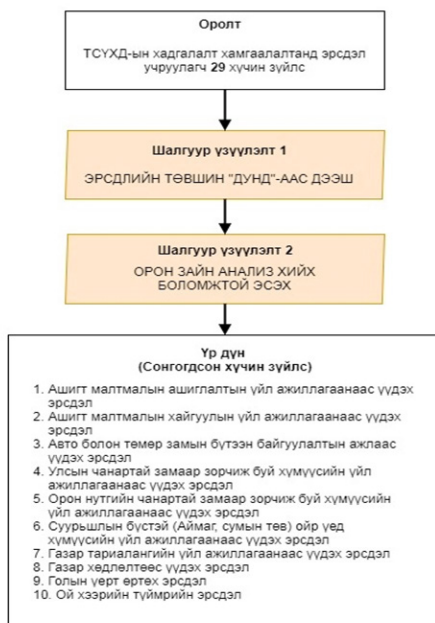 Оролт
ТСҮХД-ын хадгалалт хамгаалалтанд эрсдэл
учруулагч 29 хүчин зүйлс
Шалгуур үзүүлэлт 1
ЭРСДЛИЙН ТӨВШИН "ДУНД"-ААС ДЭЭШ
Шалгуур үзүүлэлт 2
ОРОН ЗАЙН АНАЛИЗ ХИЙХ
БОЛОМЖТОЙ ЭСЭХ
Үр дүн
(Сонгогдсон хүчин зүйлс)
1. Ашигт малтмалын ашиглалтын үйл ажиллагаанаас үүдэх
эрсдэл
2. Ашигт малтмалын хайгуулын үйл ажиллагаанаас үүдэх
эрсдэл
3. Авто болон төмөр замын бүтээн байгуулалтын ажлаас
үүдэх эрсдэл
4. Улсын чанартай замаар зорчиж буй хүмүүсийн үйл
ажиллагаанаас үүдэх эрсдэл
5. Орон нутгийн чанартай замаар зорчиж буй хүмүүсийн
үйл ажиллагаанаас үүдэх эрсдэл
6. Суурьшлын бүстэй (Аймаг, сумын төв) ойр үед
хүмүүсийн үйл ажиллагаанаас үүдэх эрсдэл
7. Газар тариалангийн үйл ажиллагаанаас үүдэх эрсдэл
8. Газар хөдлөлтөөс үүдэх эрсдэл
9. Голын үерт өртөх эрсдэл
10. Ой хээрийн түймрийн эрсдэл